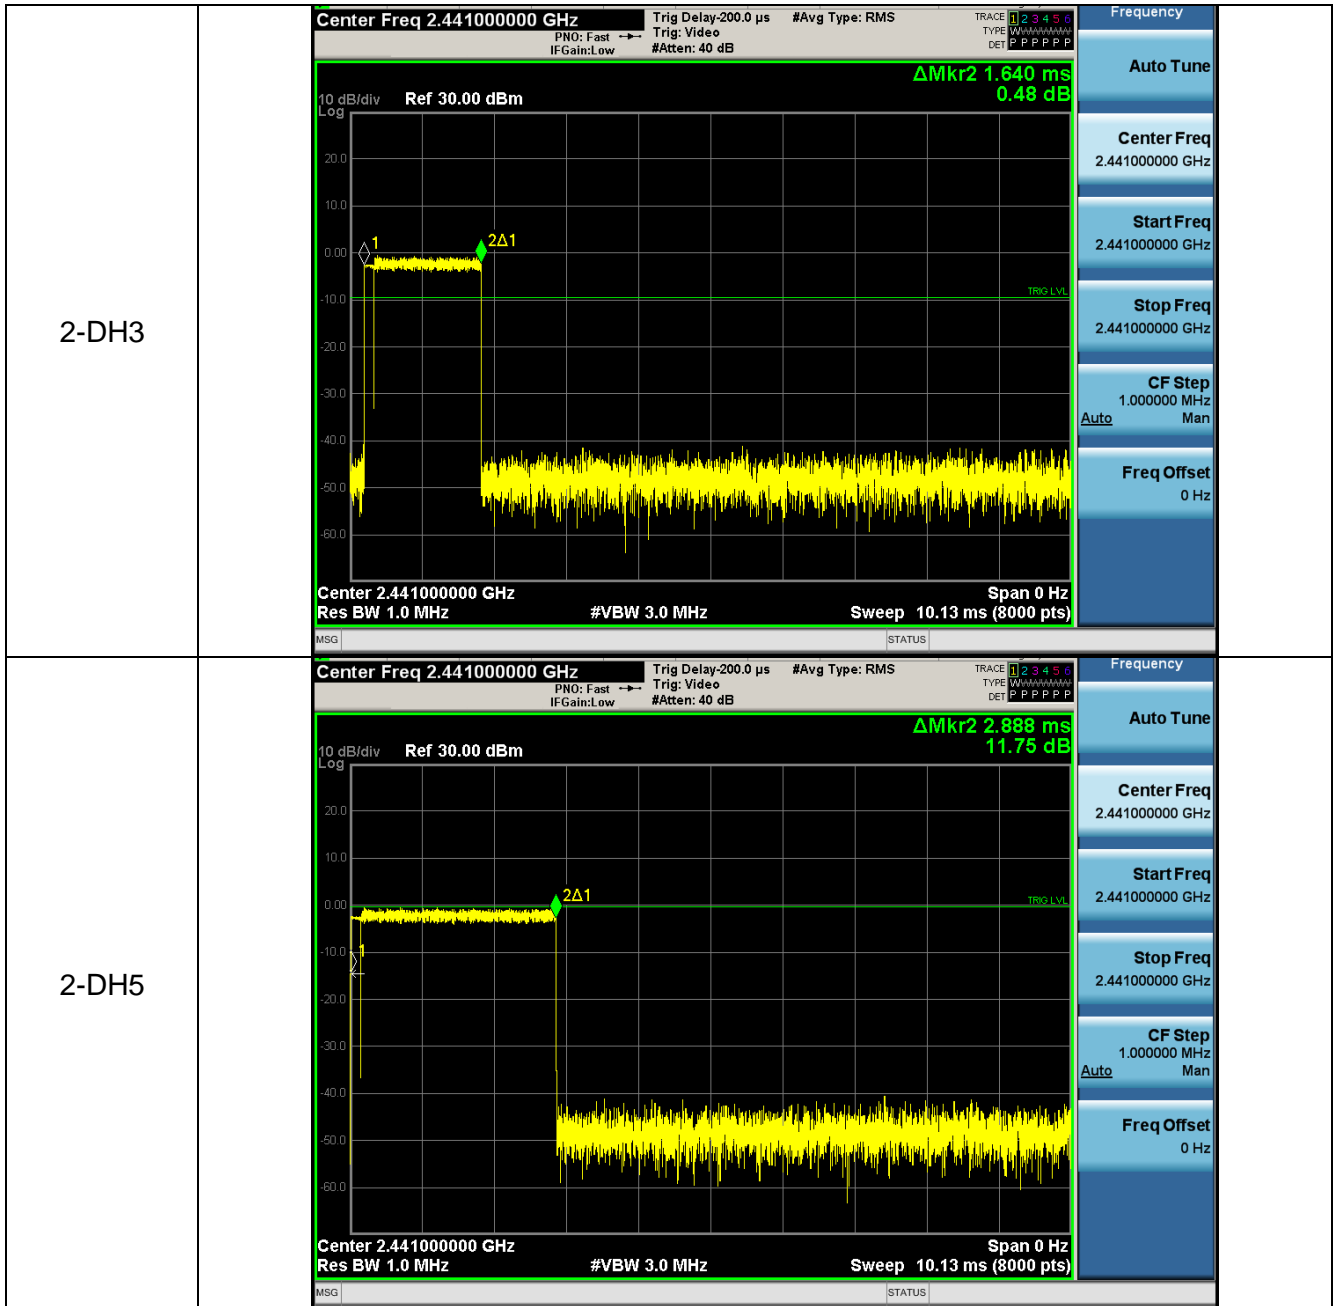 2-DH3
Center Freq 2.441000000 GHz
PNO: Fast
IFGain:Low
Trig Delay-200.0 µs
Trig: Video
#Atten: 40 dB
#Avg Type: RMS
TRACE 1 2 3 4 5 6
TYPE WWWWWW
DET P P P P P P
ΔMkr2 1.640 ms
0.48 dB
10 dB/div
Log
Ref 30.00 dBm
20.0
10.0
0.00
-10.0
-20.0
-30.0
-40.0
-50.0
-60.0
1
2Δ1
TRIG LVL
Center 2.441000000 GHz
Span 0 Hz
Res BW 1.0 MHz
#VBW 3.0 MHz
Sweep 10.13 ms (8000 pts)
MSG
STATUS
Frequency
Auto Tune
Center Freq
2.441000000 GHz
Start Freq
2.441000000 GHz
Stop Freq
2.441000000 GHz
CF Step
1.000000 MHz
Auto Man
Freq Offset
0 Hz
2-DH5
Center Freq 2.441000000 GHz
PNO: Fast
IFGain:Low
Trig Delay-200.0 µs
Trig: Video
#Atten: 40 dB
#Avg Type: RMS
TRACE 1 2 3 4 5 6
TYPE WWWWWW
DET P P P P P P
ΔMkr2 2.888 ms
11.75 dB
10 dB/div
Log
Ref 30.00 dBm
20.0
10.0
0.00
-10.0
-20.0
-30.0
-40.0
-50.0
-60.0
1
2Δ1
TRIG LVL
Center 2.441000000 GHz
Span 0 Hz
Res BW 1.0 MHz
#VBW 3.0 MHz
Sweep 10.13 ms (8000 pts)
MSG
STATUS
Frequency
Auto Tune
Center Freq
2.441000000 GHz
Start Freq
2.441000000 GHz
Stop Freq
2.441000000 GHz
CF Step
1.000000 MHz
Auto Man
Freq Offset
0 Hz